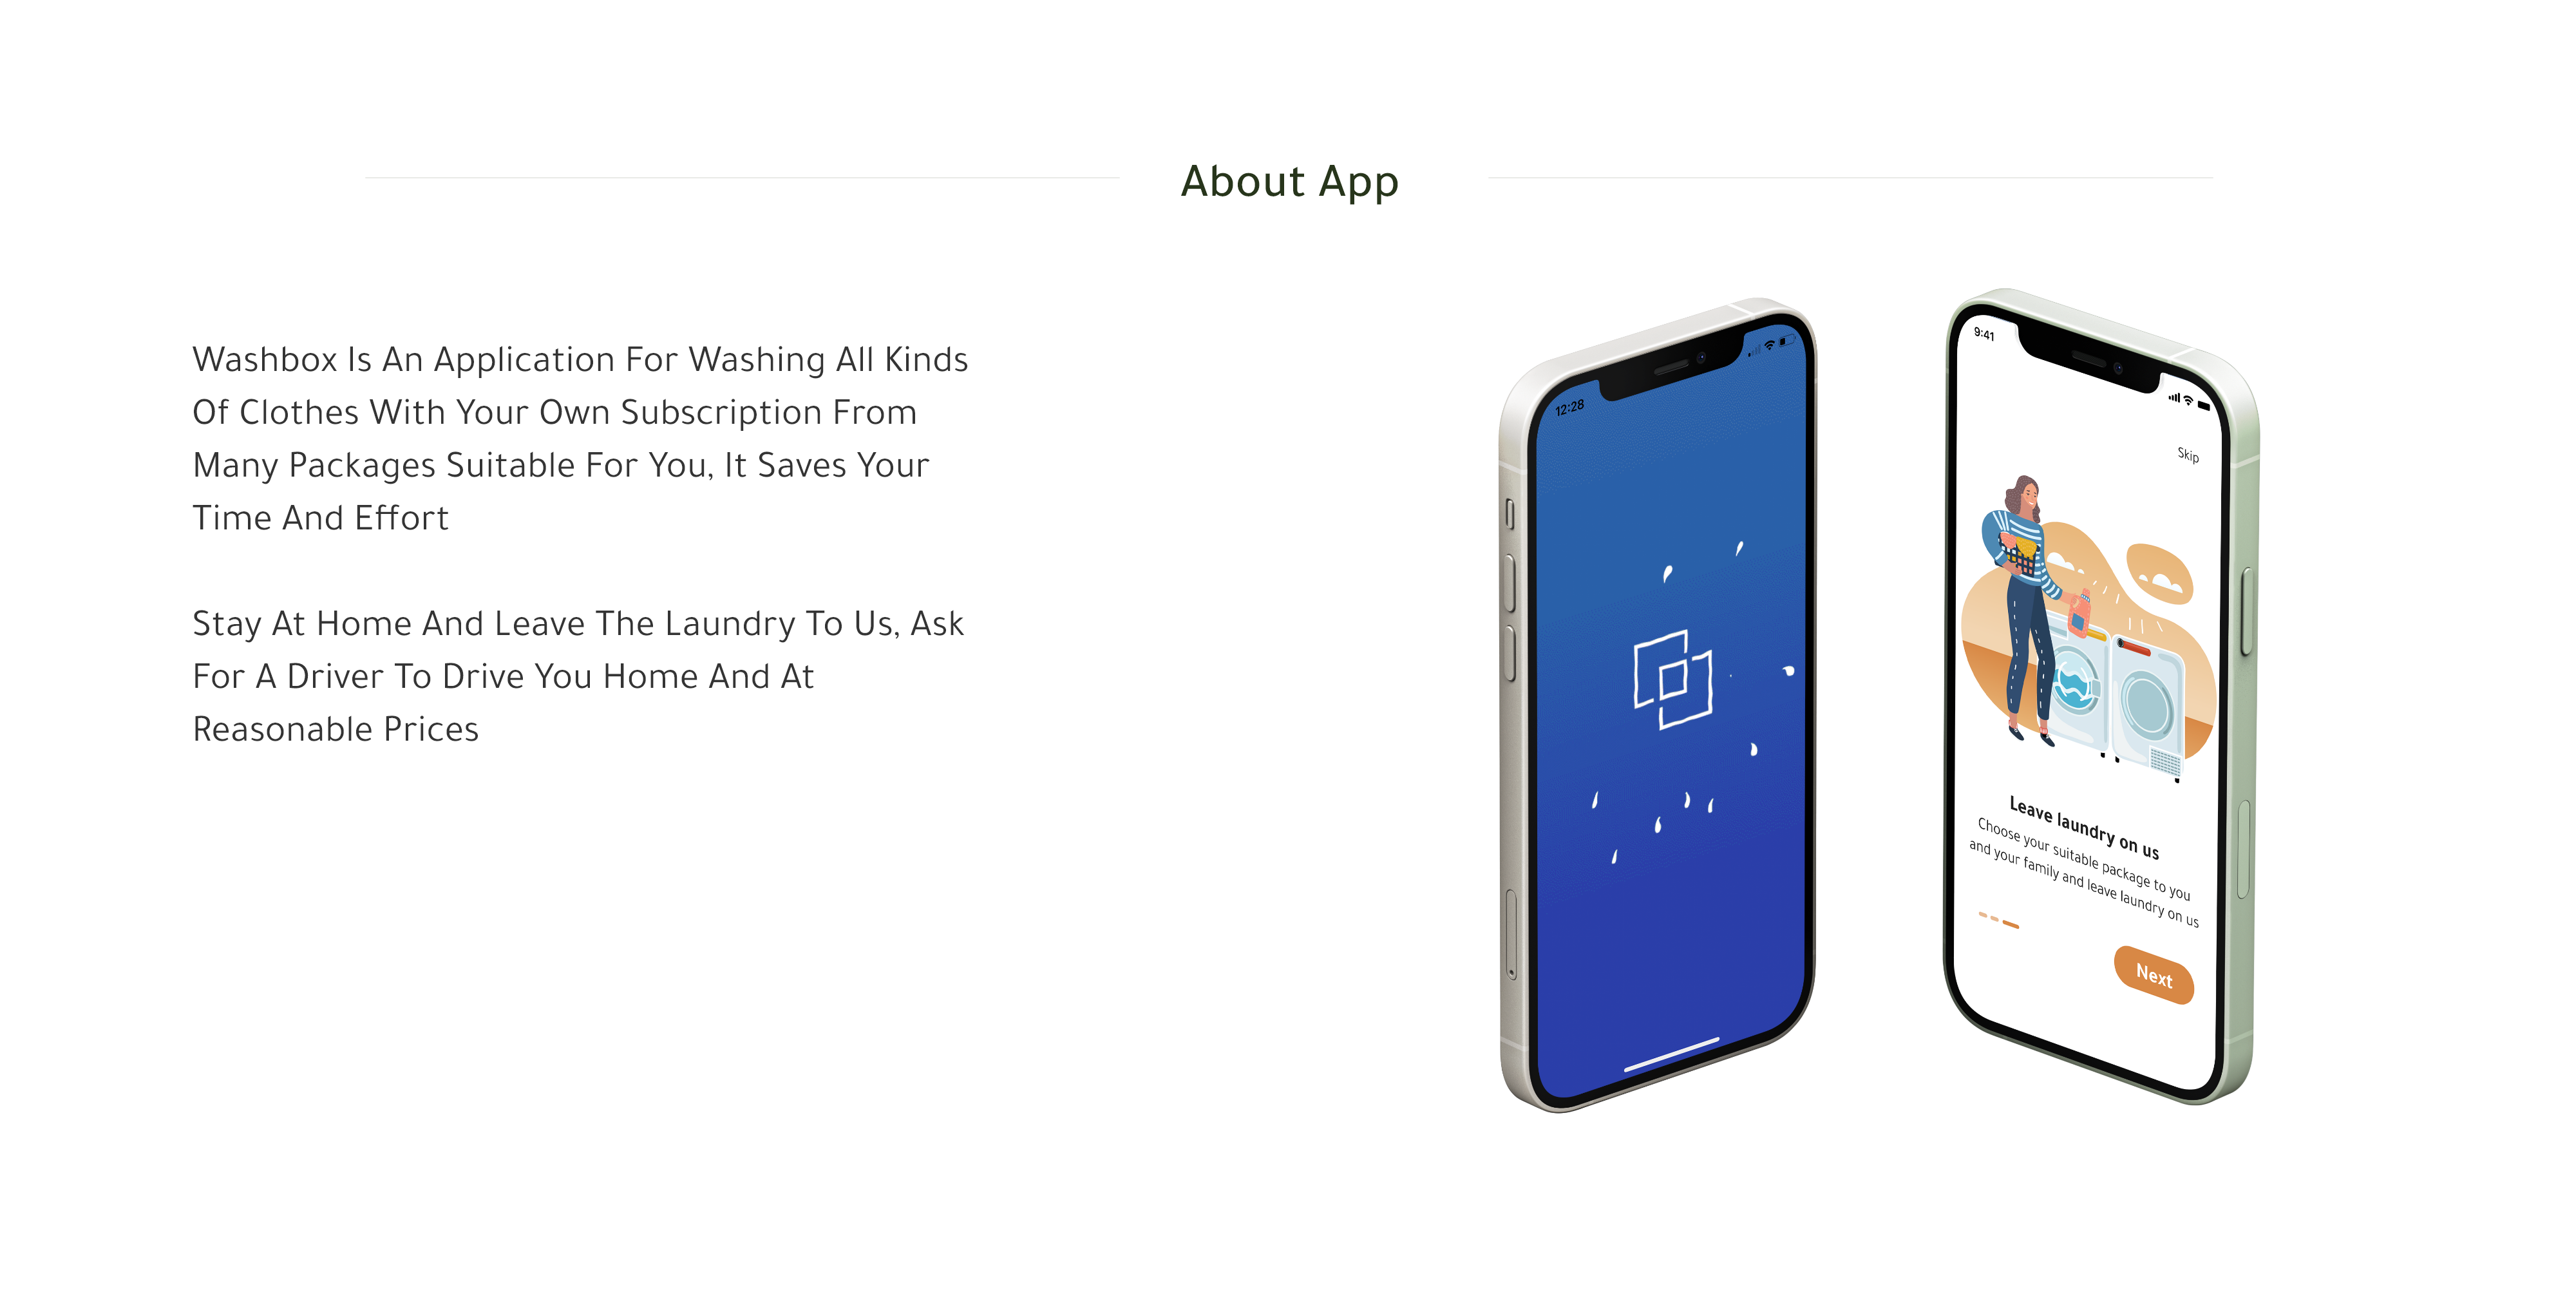 About App
Washbox Is An Application For Washing All Kinds
Of Clothes With Your Own Subscription From
Many Packages Suitable For You, It Saves Your
Time And Effort
Stay At Home And Leave The Laundry To Us, Ask
For A Driver To Drive You Home And At
Reasonable Prices
12:28
9:41
Skip
Leave laundry on us
Choose your suitable package to you
and your family and leave laundry on us
Next